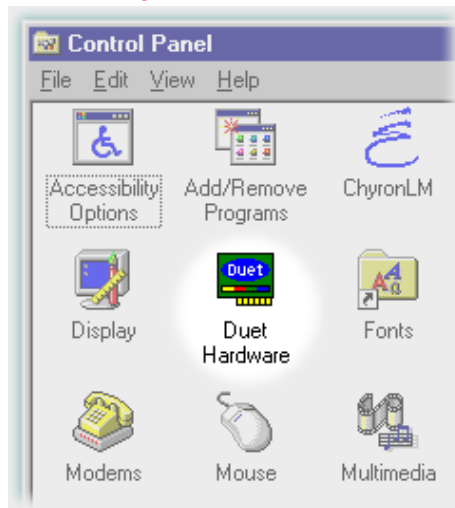 Control Panel
File Edit View Help
Accessibility Options
Add/Remove Programs
ChyronLM
Display
Duet
Duet Hardware
Fonts
Modems
Mouse
Multimedia